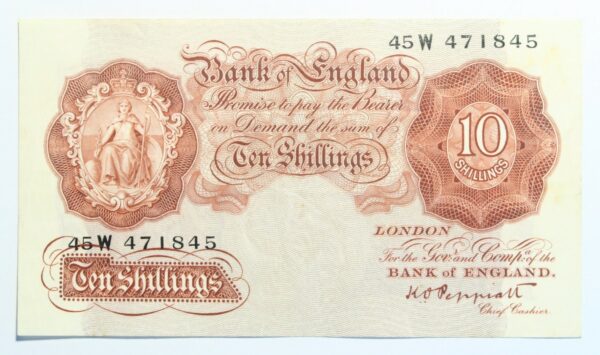 45W 471845
Bank of England
Promise to pay the Bearer
on Demand the sum of
Ten Shillings
10
SHILLINGS
45W 471845
Ten Shillings
LONDON
For the Gov.r and Comp.a of the
BANK OF ENGLAND.
K O Peppiatt
Chief Cashier